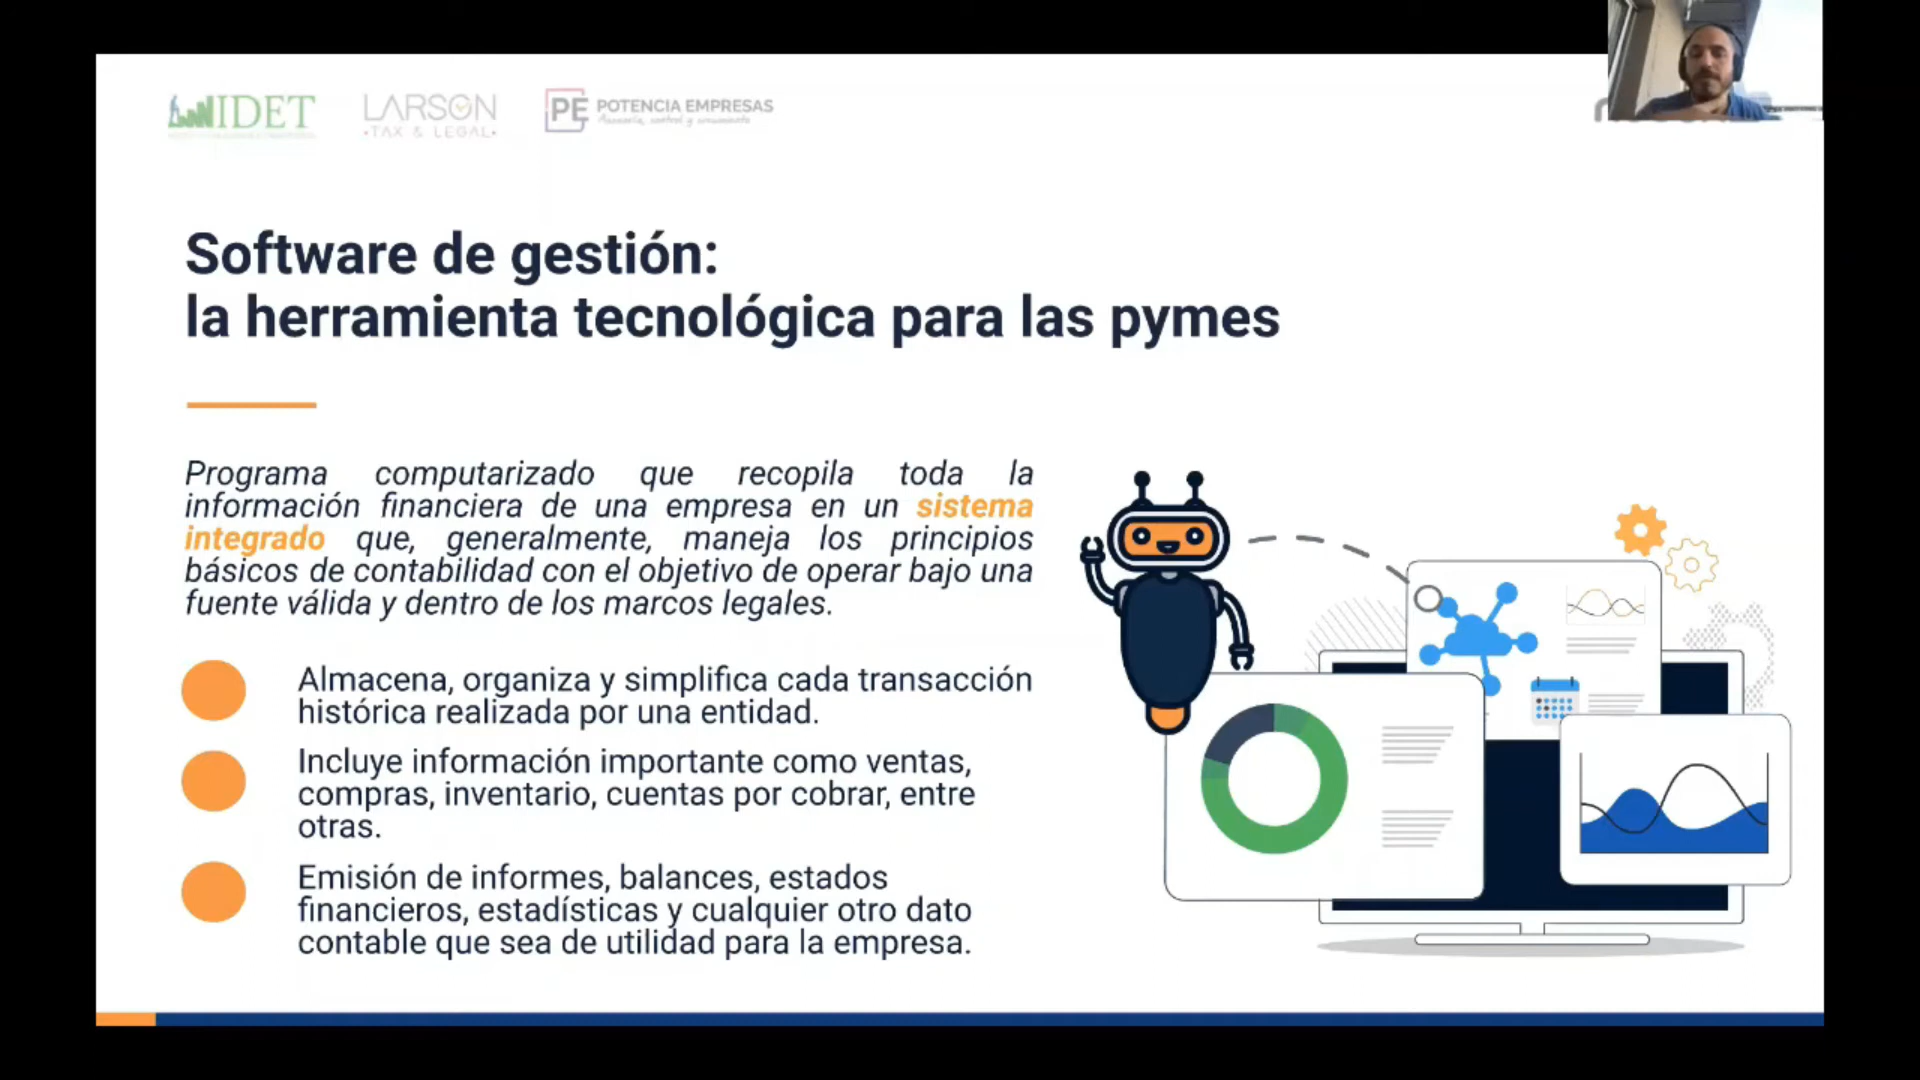 IDET
LARSON
• TAX & LEGAL •
PE POTENCIA EMPRESAS
Asesoría, control y crecimiento
Software de gestión:
la herramienta tecnológica para las pymes
Programa computarizado que recopila toda la
información financiera de una empresa en un sistema
integrado que, generalmente, maneja los principios
básicos de contabilidad con el objetivo de operar bajo una
fuente válida y dentro de los marcos legales.
Almacena, organiza y simplifica cada transacción
histórica realizada por una entidad.
Incluye información importante como ventas,
compras, inventario, cuentas por cobrar, entre
otras.
Emisión de informes, balances, estados
financieros, estadísticas y cualquier otro dato
contable que sea de utilidad para la empresa.